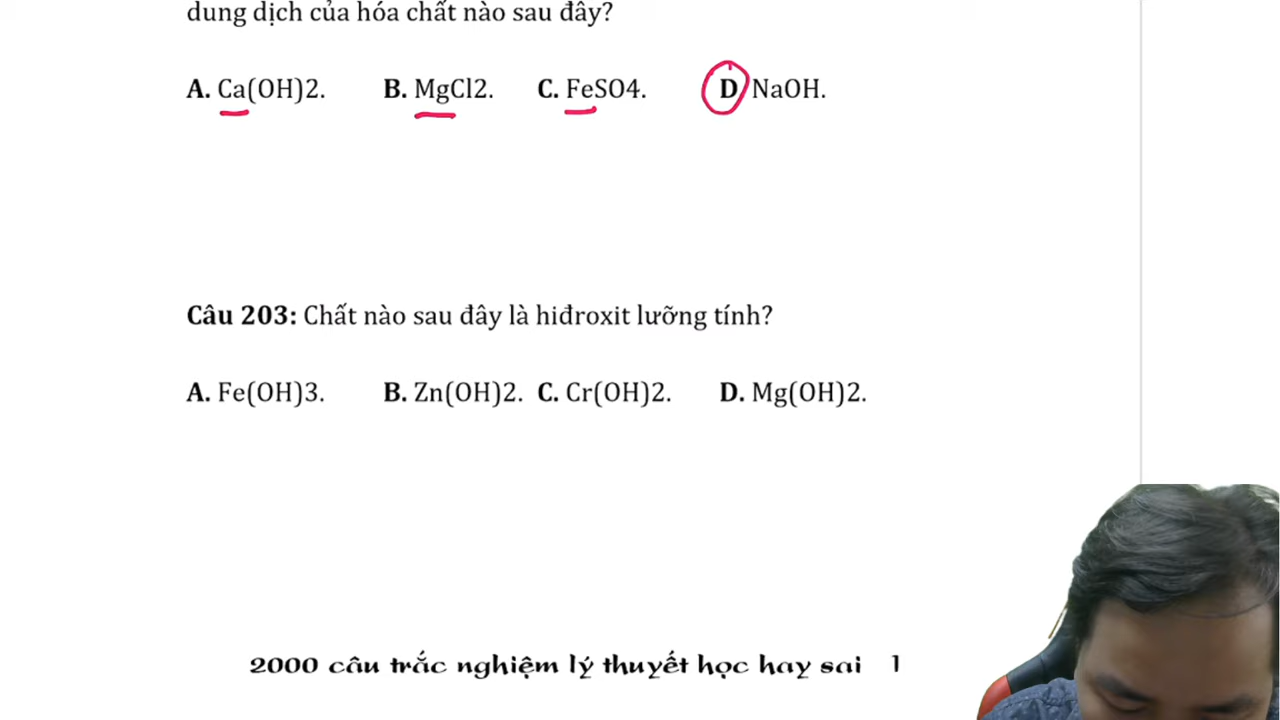 dung dịch của hóa chất nào sau đây?
A. Ca(OH)2. B. MgCl2. C. FeSO4. D NaOH.
Câu 203: Chất nào sau đây là hiđroxit lưỡng tính?
A. Fe(OH)3. B. Zn(OH)2. C. Cr(OH)2. D. Mg(OH)2.
2000 câu trắc nghiệm lý thuyết học hay sai 1